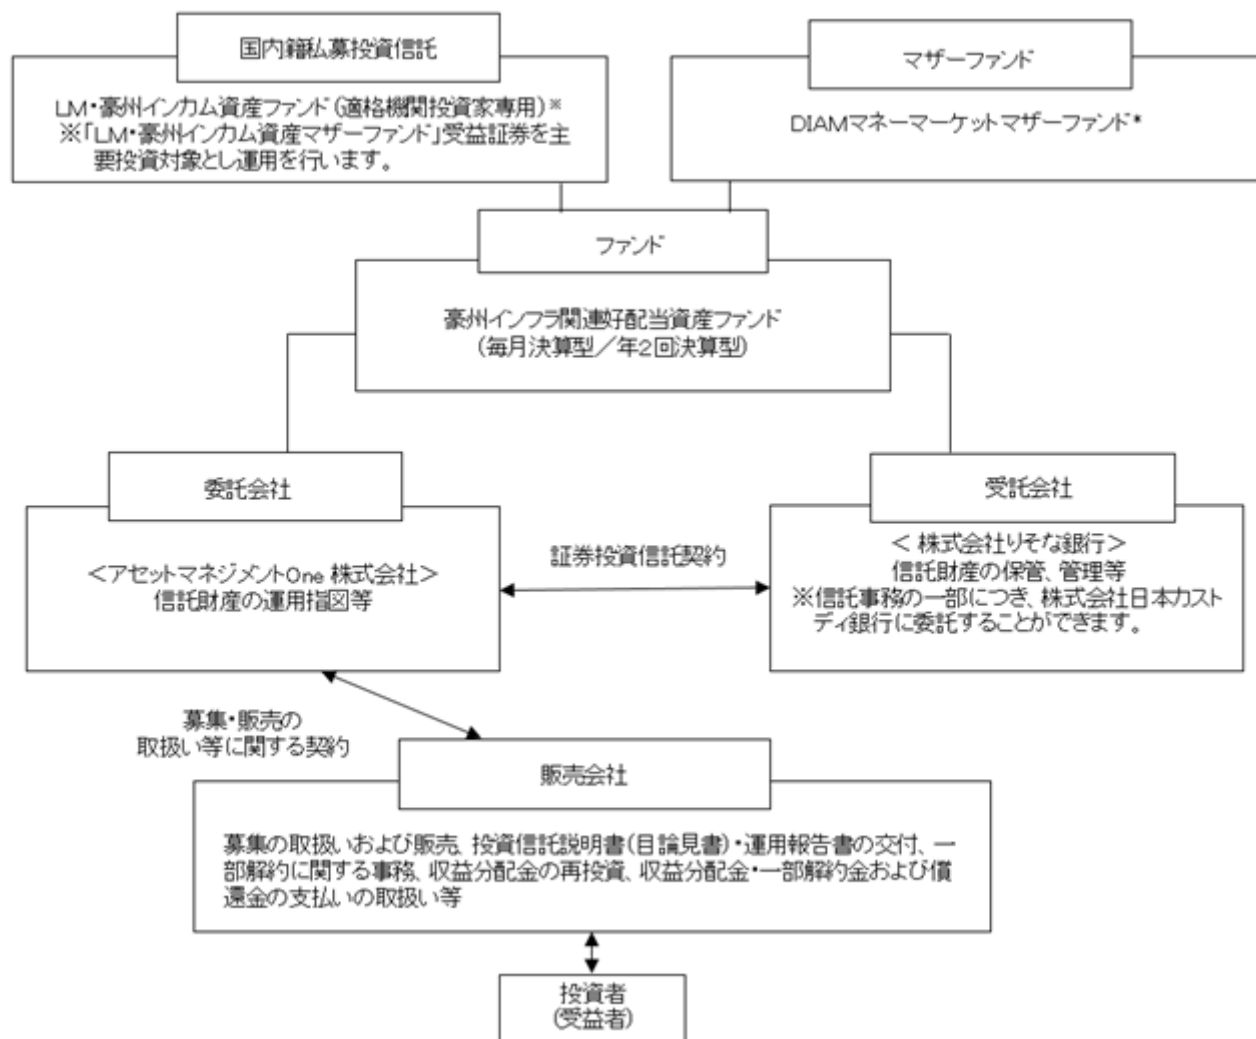 国内籍私募投資信託
LM・豪州インカム資産ファンド(適格機関投資家専用)※
※「LM・豪州インカム資産マザーファンド」受益証券を主
要投資対象とし運用を行います。
マザーファンド
DIAMマネーマーケットマザーファンド*
ファンド
豪州インフラ関連好配当資産ファンド
(毎月決算型／年2回決算型)
委託会社
＜アセットマネジメントOne 株式会社＞
信託財産の運用指図等
証券投資信託契約
受託会社
＜ 株式会社りそな銀行＞
信託財産の保管、管理等
※信託事務の一部につき、株式会社日本カスト
ディ銀行に委託することができます。
募集・販売の
取扱い等に関する契約
販売会社
募集の取扱いおよび販売、投資信託説明書(目論見書)・運用報告書の交付、一
部解約に関する事務、収益分配金の再投資、収益分配金・一部解約金および償
還金の支払いの取扱い等
投資者
(受益者)